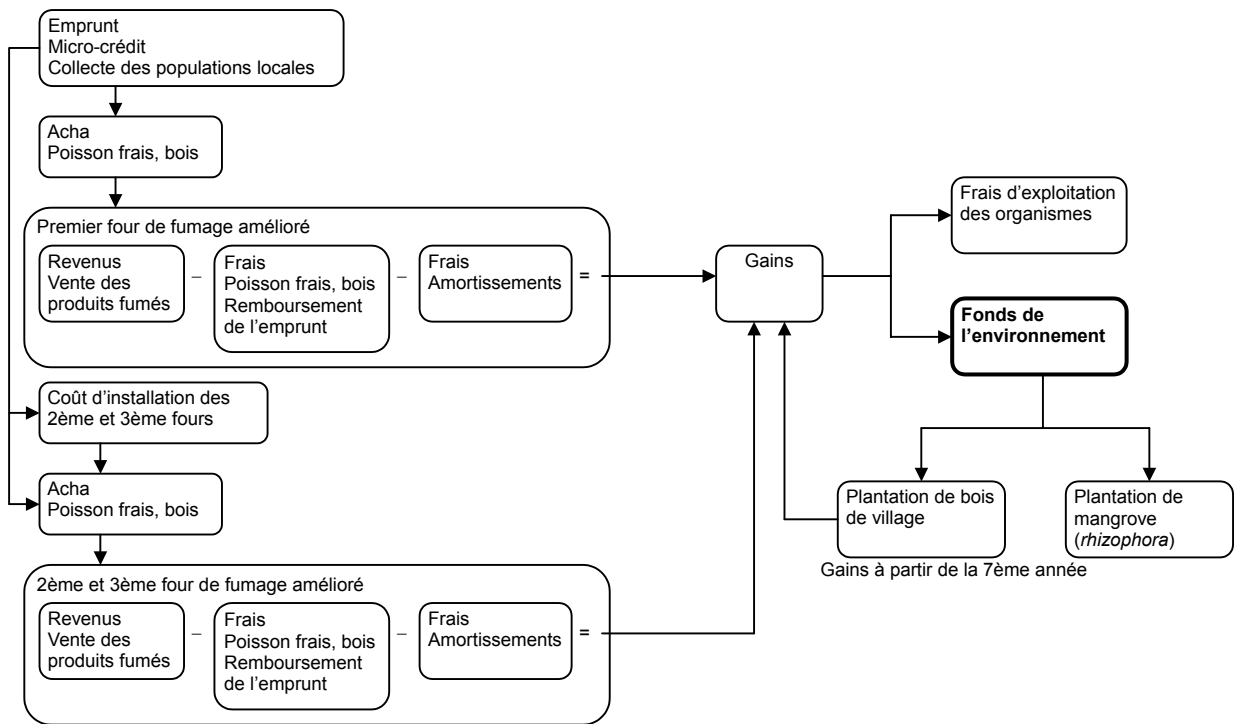 Emprunt
Micro-crédit
Collecte des populations locales
Acha
Poisson frais, bois
Premier four de fumage amélioré
Revenus
Vente des
produits fumés
–
Frais
Poisson frais, bois
Remboursement
de l’emprunt
–
Frais
Amortissements
=
Gains
Frais d’exploitation
des organismes
Fonds de
l’environnement
Coût d’installation des
2ème et 3ème fours
Acha
Poisson frais, bois
Plantation de bois
de village
Plantation de
mangrove
(rhizophora)
Gains à partir de la 7ème année
2ème et 3ème four de fumage amélioré
Revenus
Vente des
produits fumés
–
Frais
Poisson frais, bois
Remboursement
de l’emprunt
–
Frais
Amortissements
=